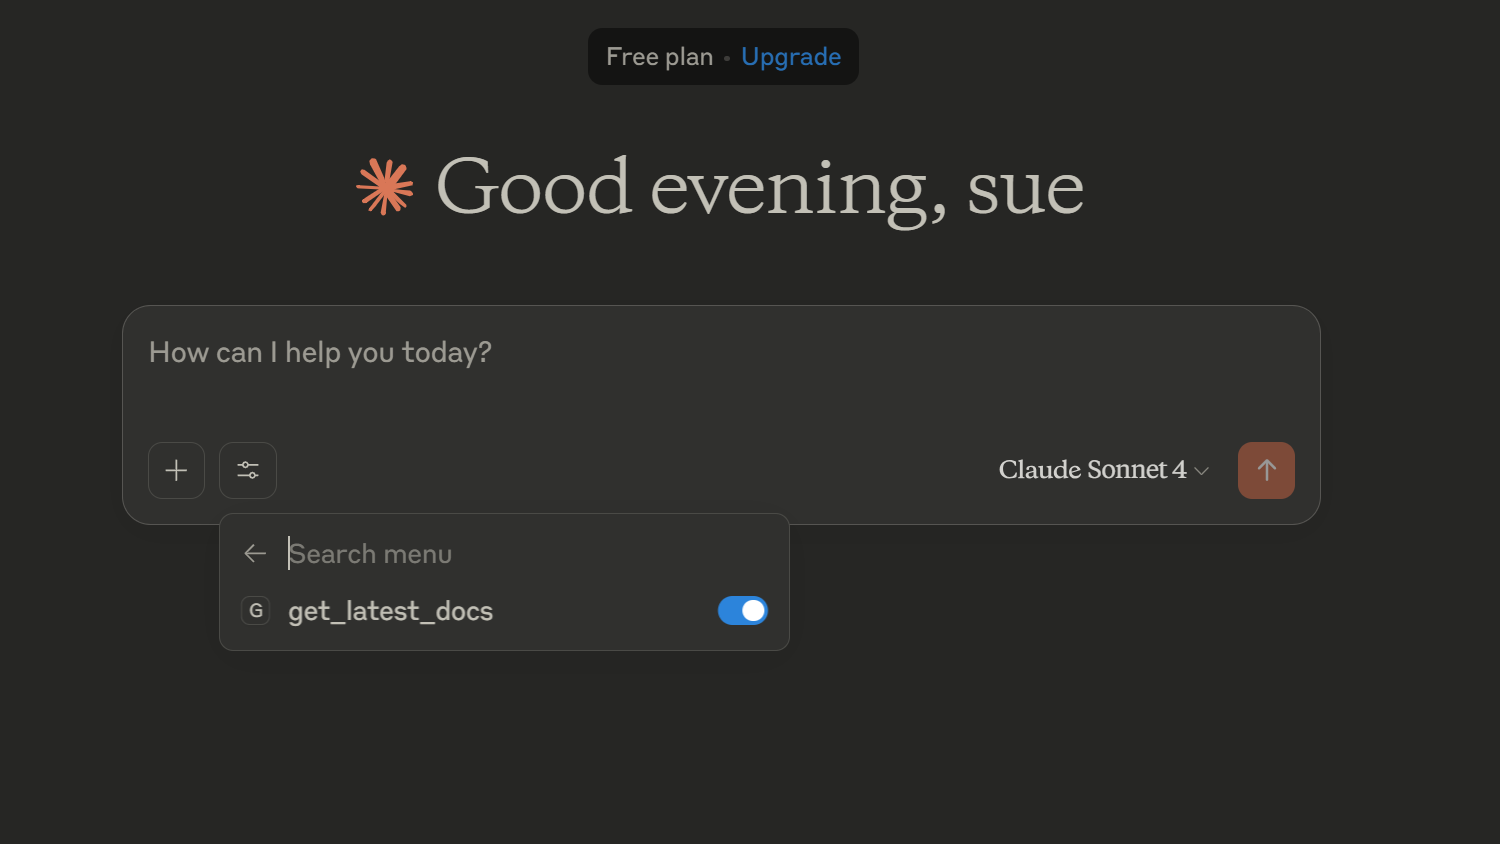 Free plan • Upgrade
Good evening, sue
How can I help you today?
Claude Sonnet 4
Search menu
G get_latest_docs